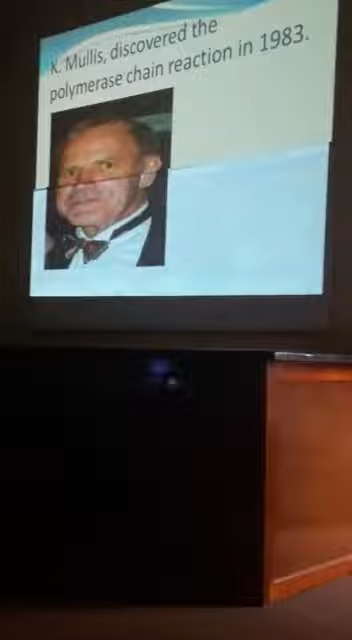 K. Mullis, discovered the
polymerase chain reaction in 1983.